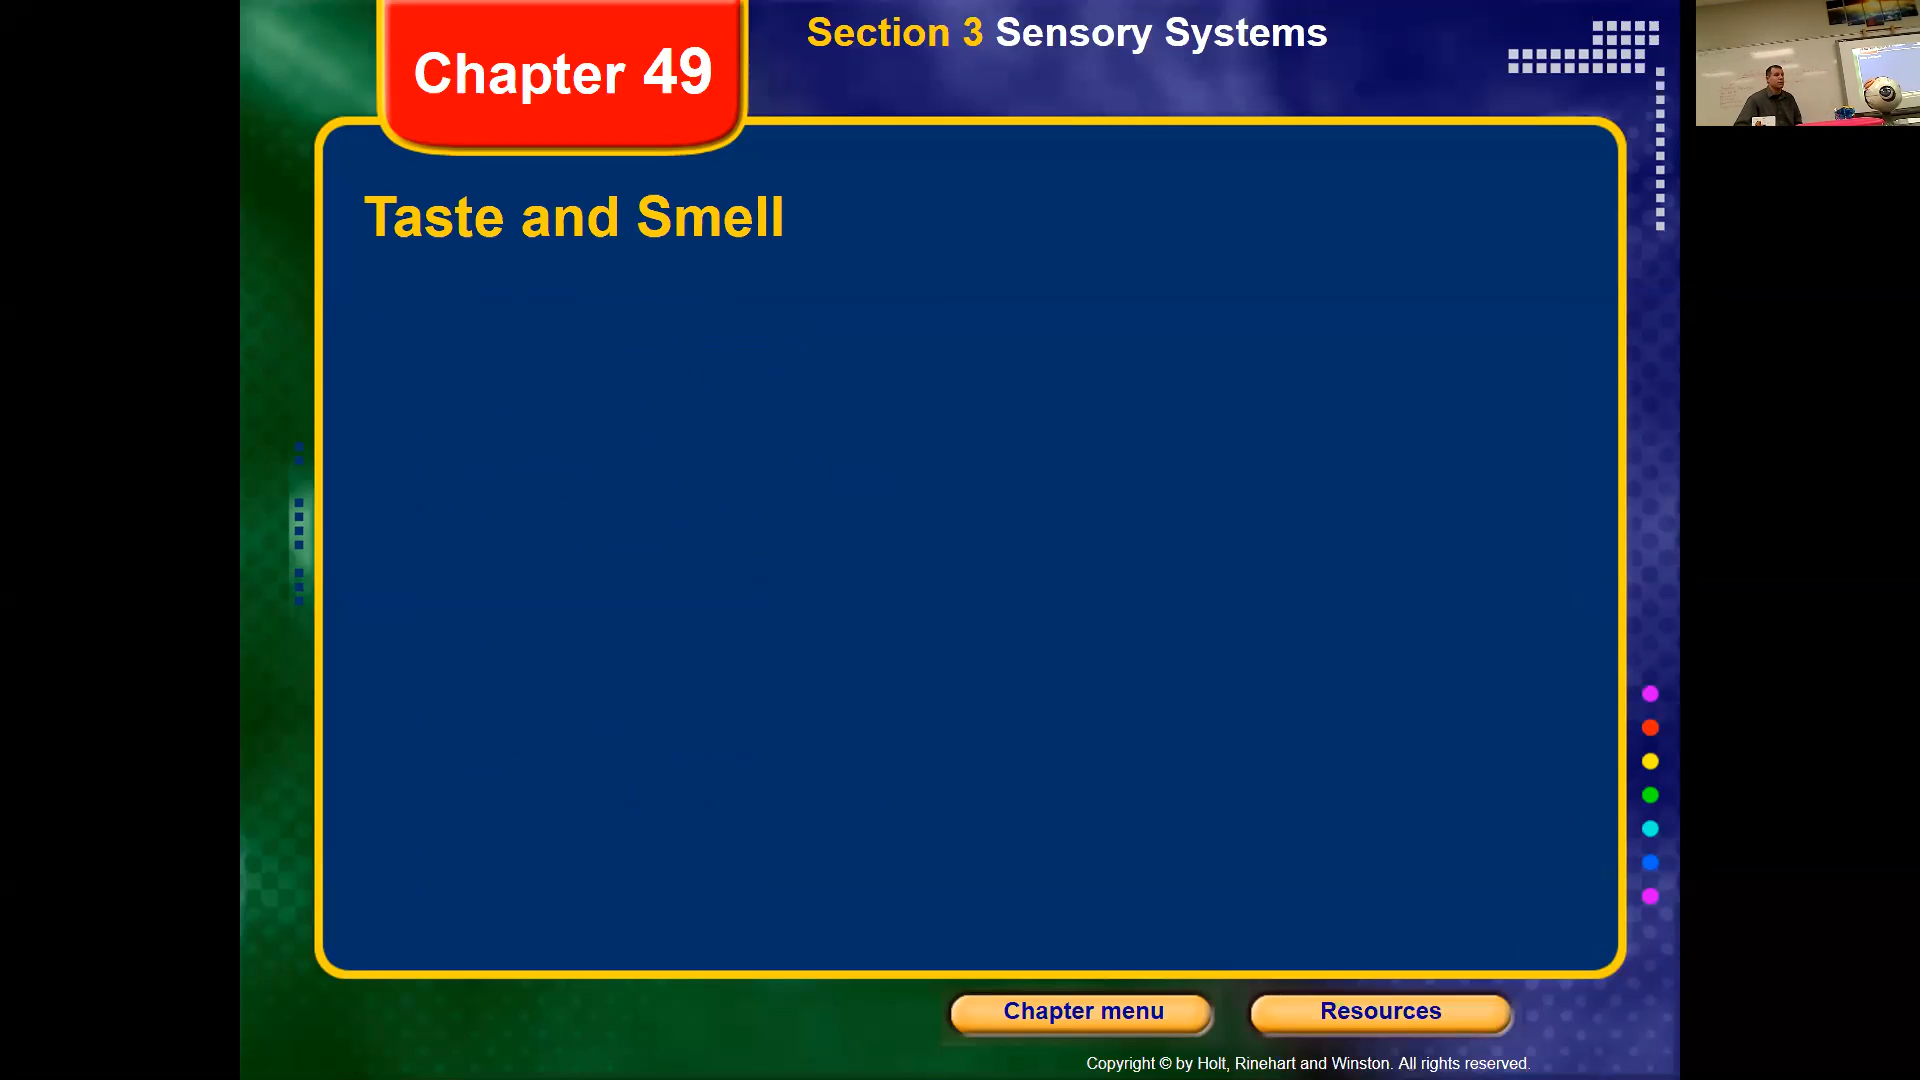 Section 3 Sensory Systems
Chapter 49
Taste and Smell
Chapter menu
Resources
Copyright © by Holt, Rinehart and Winston. All rights reserved.